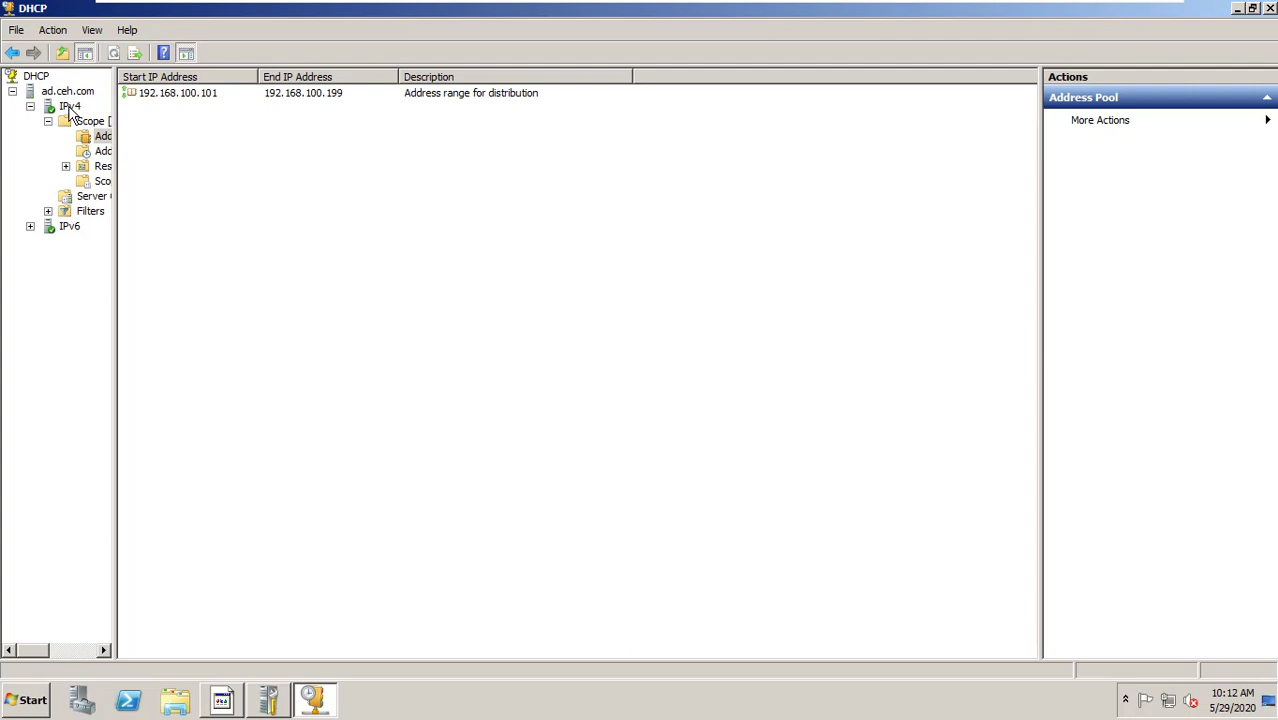 DHCP
File Action View Help
DHCP
ad.ceh.com
IPv4
Scope [
Add
Add
Res
Sco
Server
Filters
IPv6
Start IP Address End IP Address Description
192.168.100.101 192.168.100.199 Address range for distribution
Actions
Address Pool
More Actions
Start
10:12 AM
5/29/2020